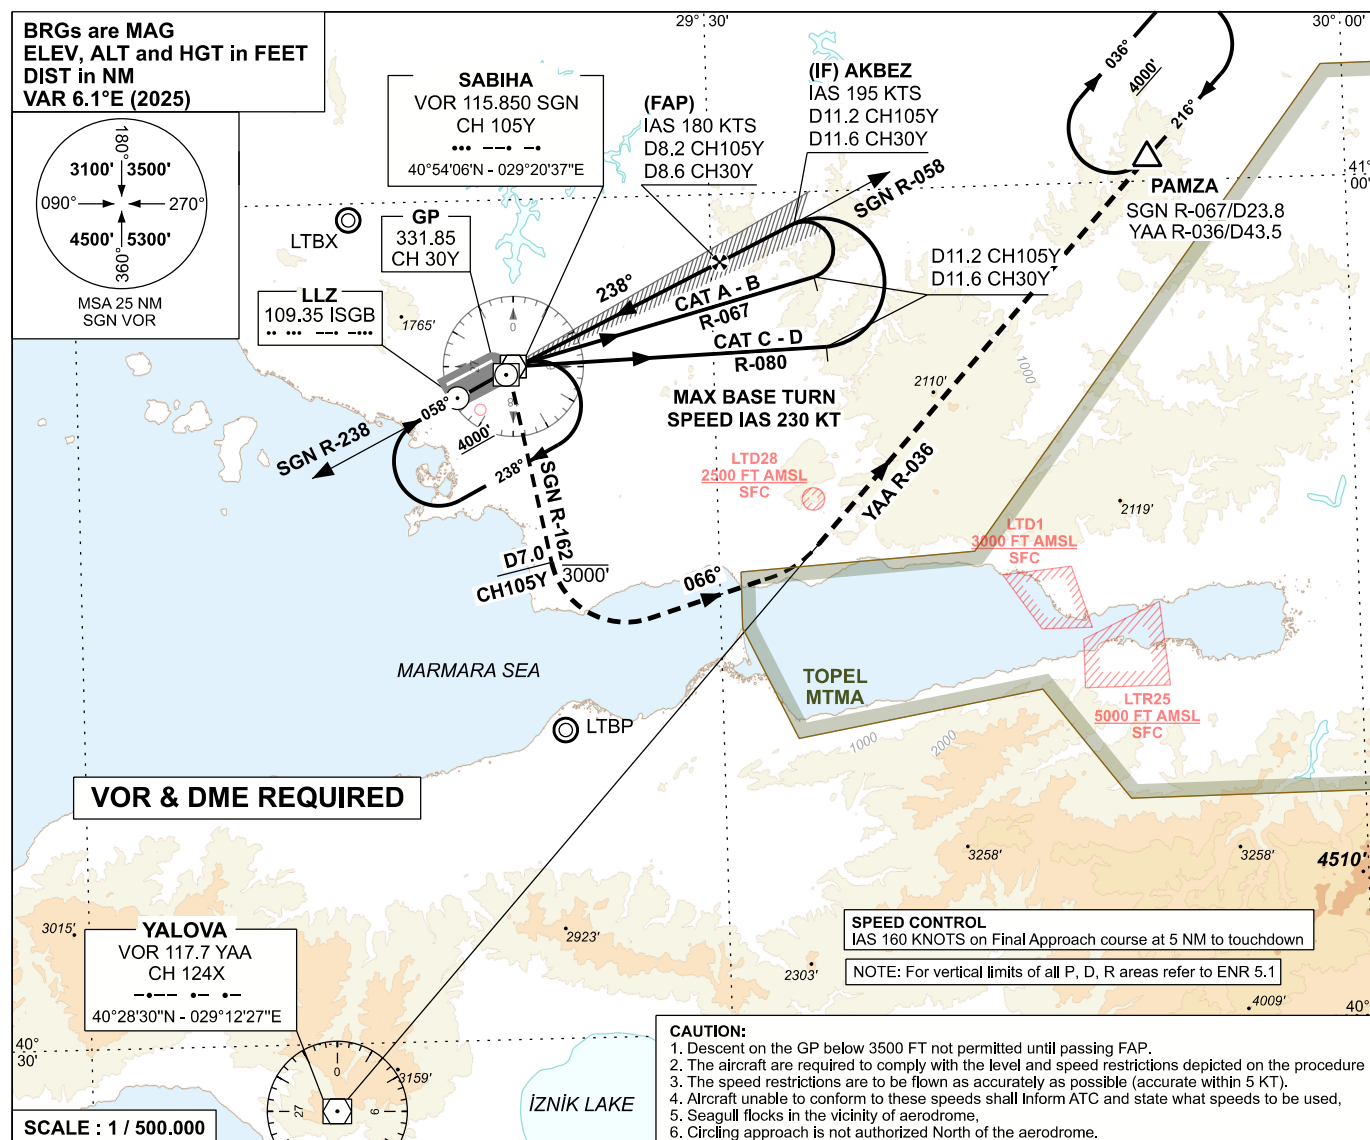 BRGs are MAG
ELEV, ALT and HGT in FEET
DIST in NM
VAR 6.1°E (2025)
29° 30'
30° 00'
180°
3100' 3500'
090° 270°
4500' 5300'
360°
MSA 25 NM
SGN VOR
SABIHA
VOR 115.850 SGN
CH 105Y
40°54'06"N - 029°20'37"E
(FAP)
IAS 180 KTS
D8.2 CH105Y
D8.6 CH30Y
(IF) AKBEZ
IAS 195 KTS
D11.2 CH105Y
D11.6 CH30Y
036°
4000'
216°
41°
00'
PAMZA
SGN R-067/D23.8
YAA R-036/D43.5
SGN R-058
LTBX
GP
331.85
CH 30Y
D11.2 CH105Y
D11.6 CH30Y
LLZ
109.35 ISGB
1765'
0
238°
CAT A - B
R-067
CAT C - D
R-080
1000
2110'
MAX BASE TURN
SPEED IAS 230 KT
058°
SGN R-238
4000'
238°
SGN R-162
LTD28
2500 FT AMSL
SFC
YAA R-036
2119'
LTD1
3000 FT AMSL
SFC
D7.0
CH105Y
3000'
066°
MARMARA SEA
TOPEL
MTMA
LTR25
5000 FT AMSL
SFC
LTBP
1000
2000
VOR & DME REQUIRED
3258'
3258'
4510'
3015'
YALOVA
VOR 117.7 YAA
CH 124X
40°28'30"N - 029°12'27"E
2923'
2303'
SPEED CONTROL
IAS 160 KNOTS on Final Approach course at 5 NM to touchdown
NOTE: For vertical limits of all P, D, R areas refer to ENR 5.1
4009'
40°
40°
30'
0
27
9
3159'
İZNİK LAKE
CAUTION:
1. Descent on the GP below 3500 FT not permitted until passing FAP.
2. The aircraft are required to comply with the level and speed restrictions depicted on the procedure
3. The speed restrictions are to be flown as accurately as possible (accurate within 5 KT).
4. Aircraft unable to conform to these speeds shall inform ATC and state what speeds to be used,
5. Seagull flocks in the vicinity of aerodrome,
6. Circling approach is not authorized North of the aerodrome.
SCALE : 1 / 500.000